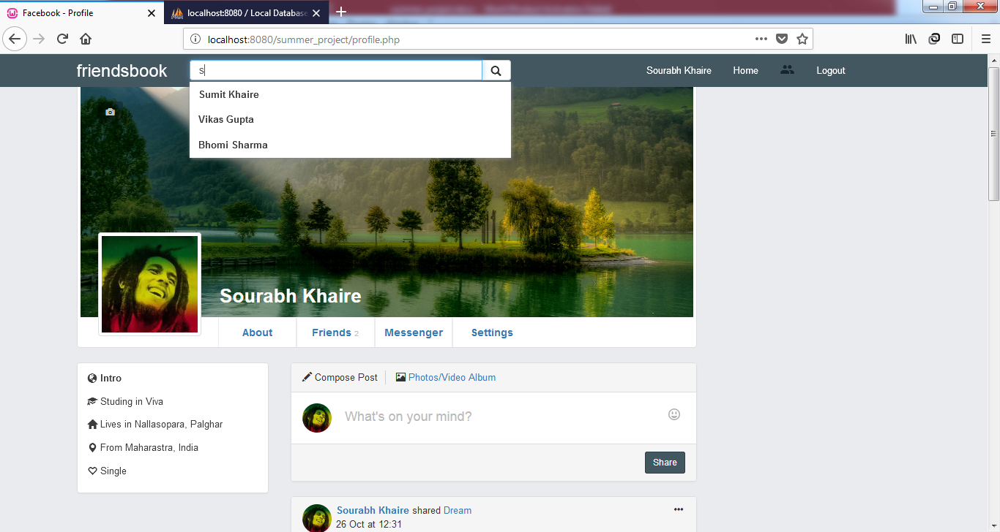 Facebook - Profile
localhost:8080 / Local Database
localhost:8080/summer_project/profile.php
friendsbook
s
Sourabh Khaire
Home
Logout
Sumit Khaire
Vikas Gupta
Bhomi Sharma
Sourabh Khaire
About
Friends 2
Messenger
Settings
Intro
Studing in Viva
Lives in Nallasopara, Palghar
From Maharastra, India
Single
Compose Post
Photos/Video Album
What's on your mind?
Share
Sourabh Khaire shared Dream
26 Oct at 12:31